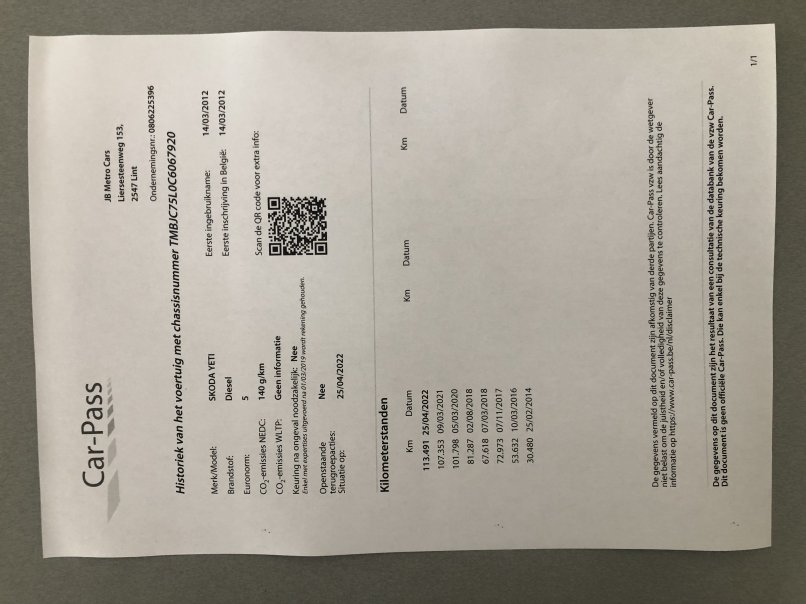 Car-Pass
JB Metro Cars
Liersesteenweg 153,
2547 Lint
Ondernemingsnr.: 0806225396
Historiek van het voertuig met chassisnummer TMBJC75L0C6067920
Merk/Model: SKODA YETI
Brandstof: Diesel
Euronorm: 5
CO2-emissies NEDC: 140 g/km
CO2-emissies WLTP: Geen informatie
Keuring na ongeval noodzakelijk: Nee
Enkel met expertises uitgevoerd na 01/03/2019 wordt rekening gehouden.
Openstaande terugroepacties: Nee
Situatie op: 25/04/2022
Eerste ingebruikname: 14/03/2012
Eerste inschrijving in België: 14/03/2012
Scan de QR code voor extra info:
Kilometerstanden
Km Datum Km Datum Km Datum
113.491 25/04/2022
107.353 09/03/2021
101.798 05/03/2020
81.287 02/08/2018
67.618 07/03/2018
72.973 07/11/2017
53.632 10/03/2016
30.480 25/02/2014
De gegevens vermeld op dit document zijn afkomstig van derde partijen. Car-Pass vzw is door de wetgever
niet belast om de juistheid en/of volledigheid van deze gegevens te controleren. Lees aandachtig de
informatie op https://www.car-pass.be/nl/disclaimer
De gegevens op dit document zijn het resultaat van een consultatie van de databank van de vzw Car-Pass.
Dit document is geen officiële Car-Pass. Die kan enkel bij de technische keuring bekomen worden.
1/1